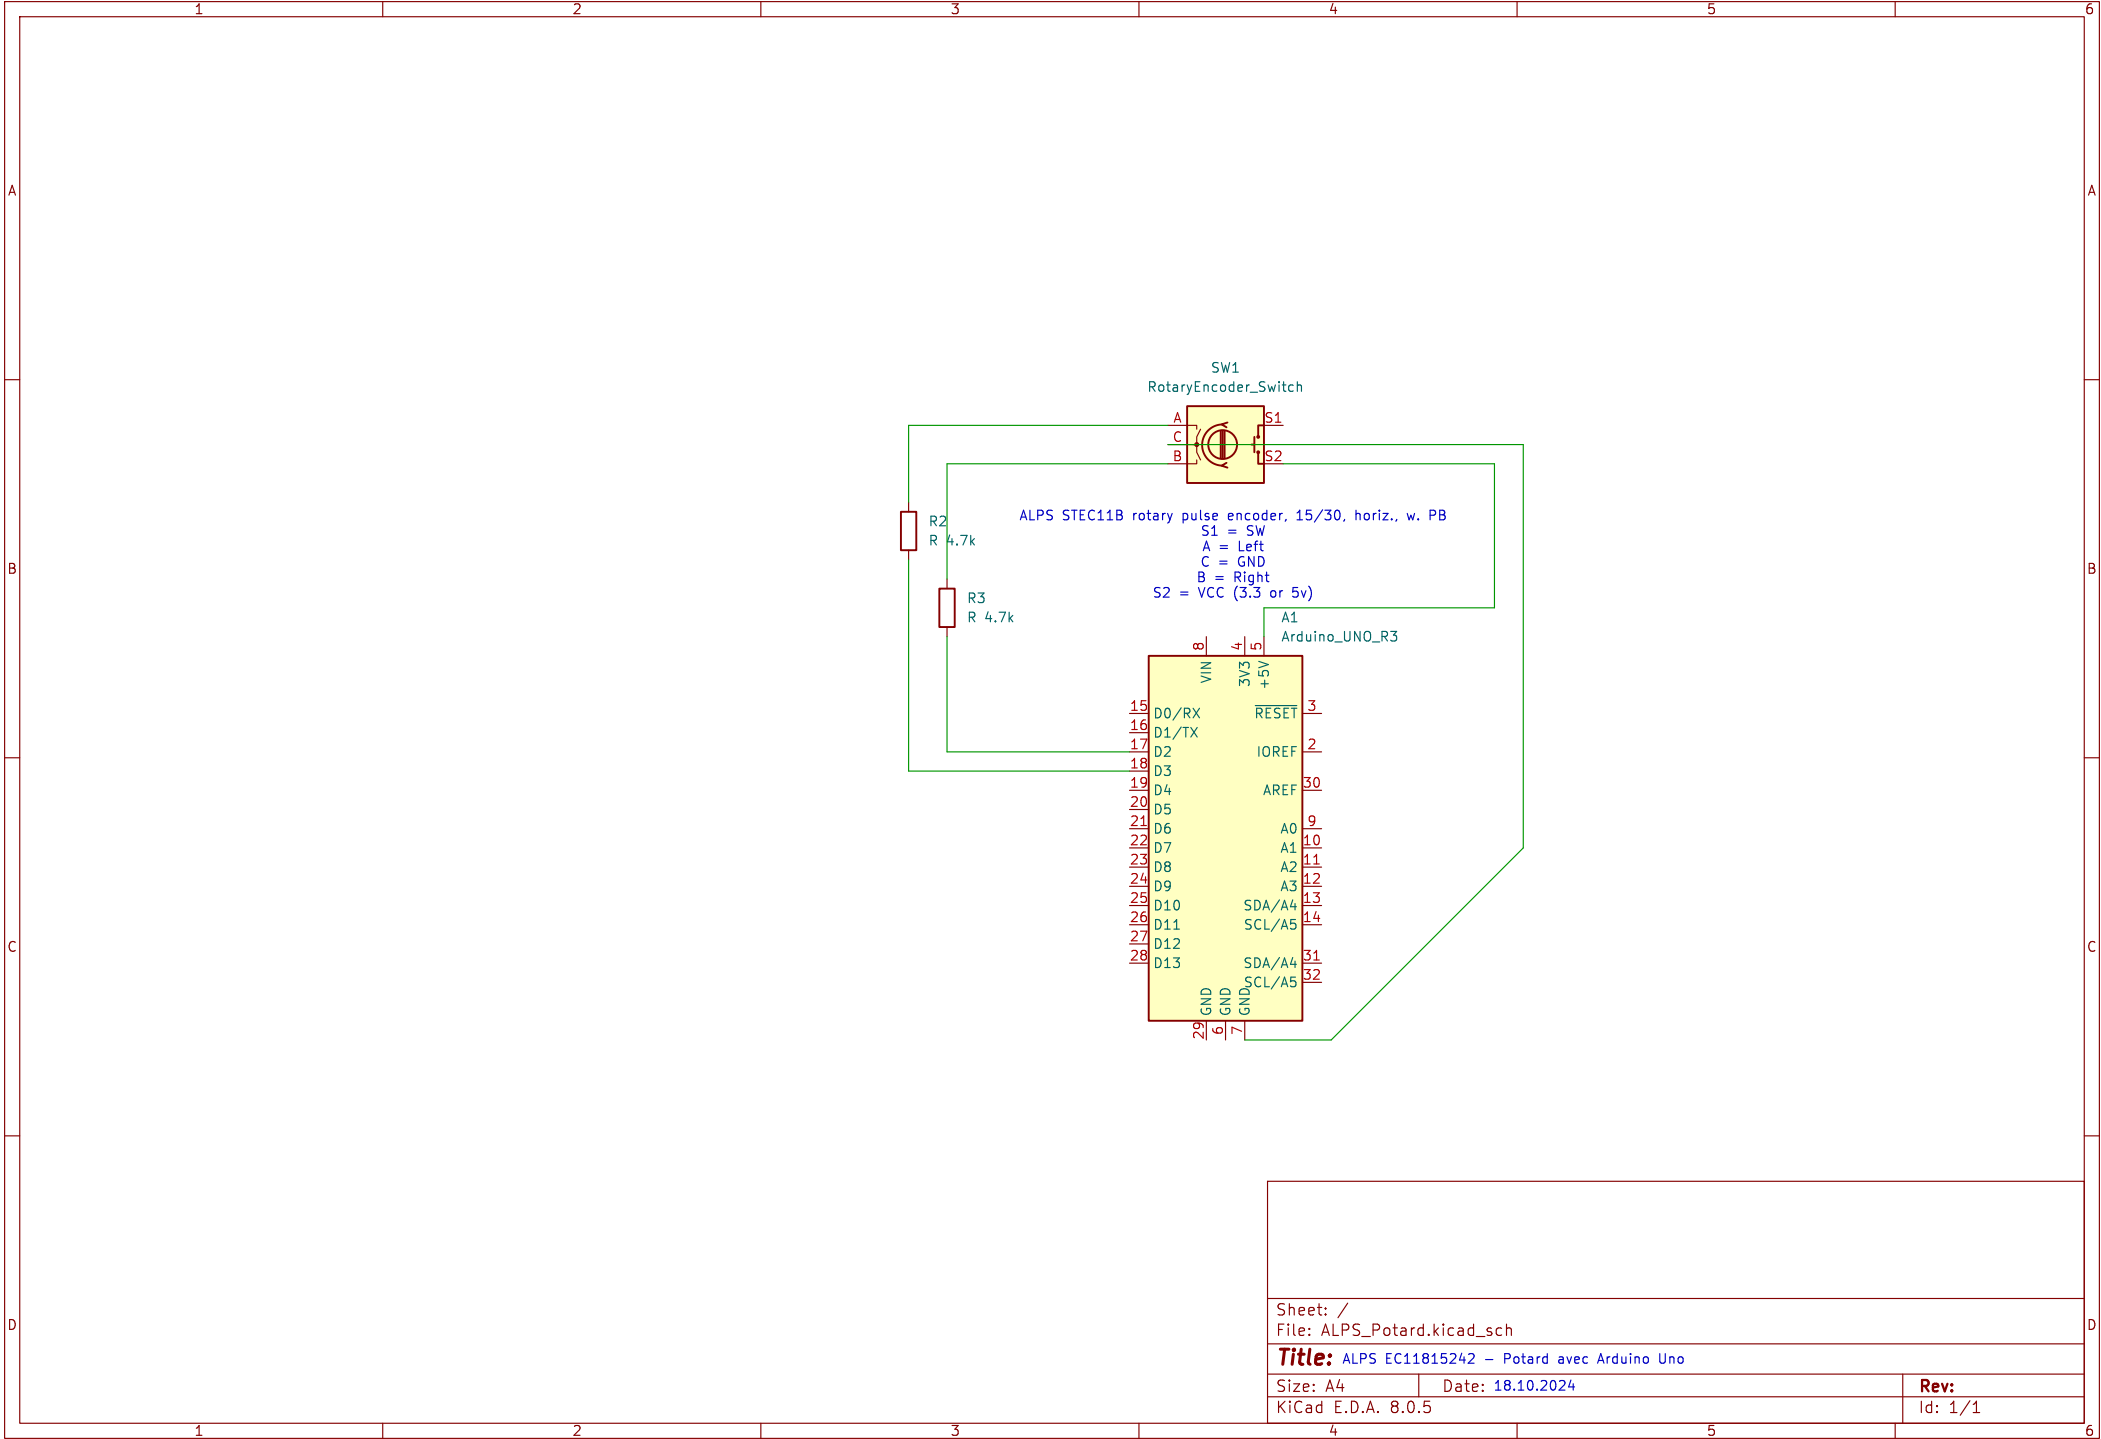 1 2 3 4 5 6
A A
SW1
RotaryEncoder_Switch
A S1
C
B S2
ALPS STEC11B rotary pulse encoder, 15/30, horiz., w. PB
S1 = SW
A = Left
C = GND
B = Right
S2 = VCC (3.3 or 5v)
R2
R 4.7k
B B
R3
R 4.7k
A1
Arduino_UNO_R3
8 4 5
VIN 3V3 +5V
15 D0/RX RESET 3
16 D1/TX
17 D2 IOREF 2
18 D3
19 D4 AREF 30
20 D5
21 D6 A0 9
22 D7 A1 10
23 D8 A2 11
24 D9 A3 12
25 D10 SDA/A4 13
26 D11 SCL/A5 14
27 D12
28 D13 SDA/A4 31
SCL/A5 32
GND GND GND
29 6 7
C C
D D
Sheet: /
File: ALPS_Potard.kicad_sch
Title: ALPS EC11815242 - Potard avec Arduino Uno
Size: A4 Date: 18.10.2024 Rev:
KiCad E.D.A. 8.0.5 Id: 1/1
1 2 3 4 5 6